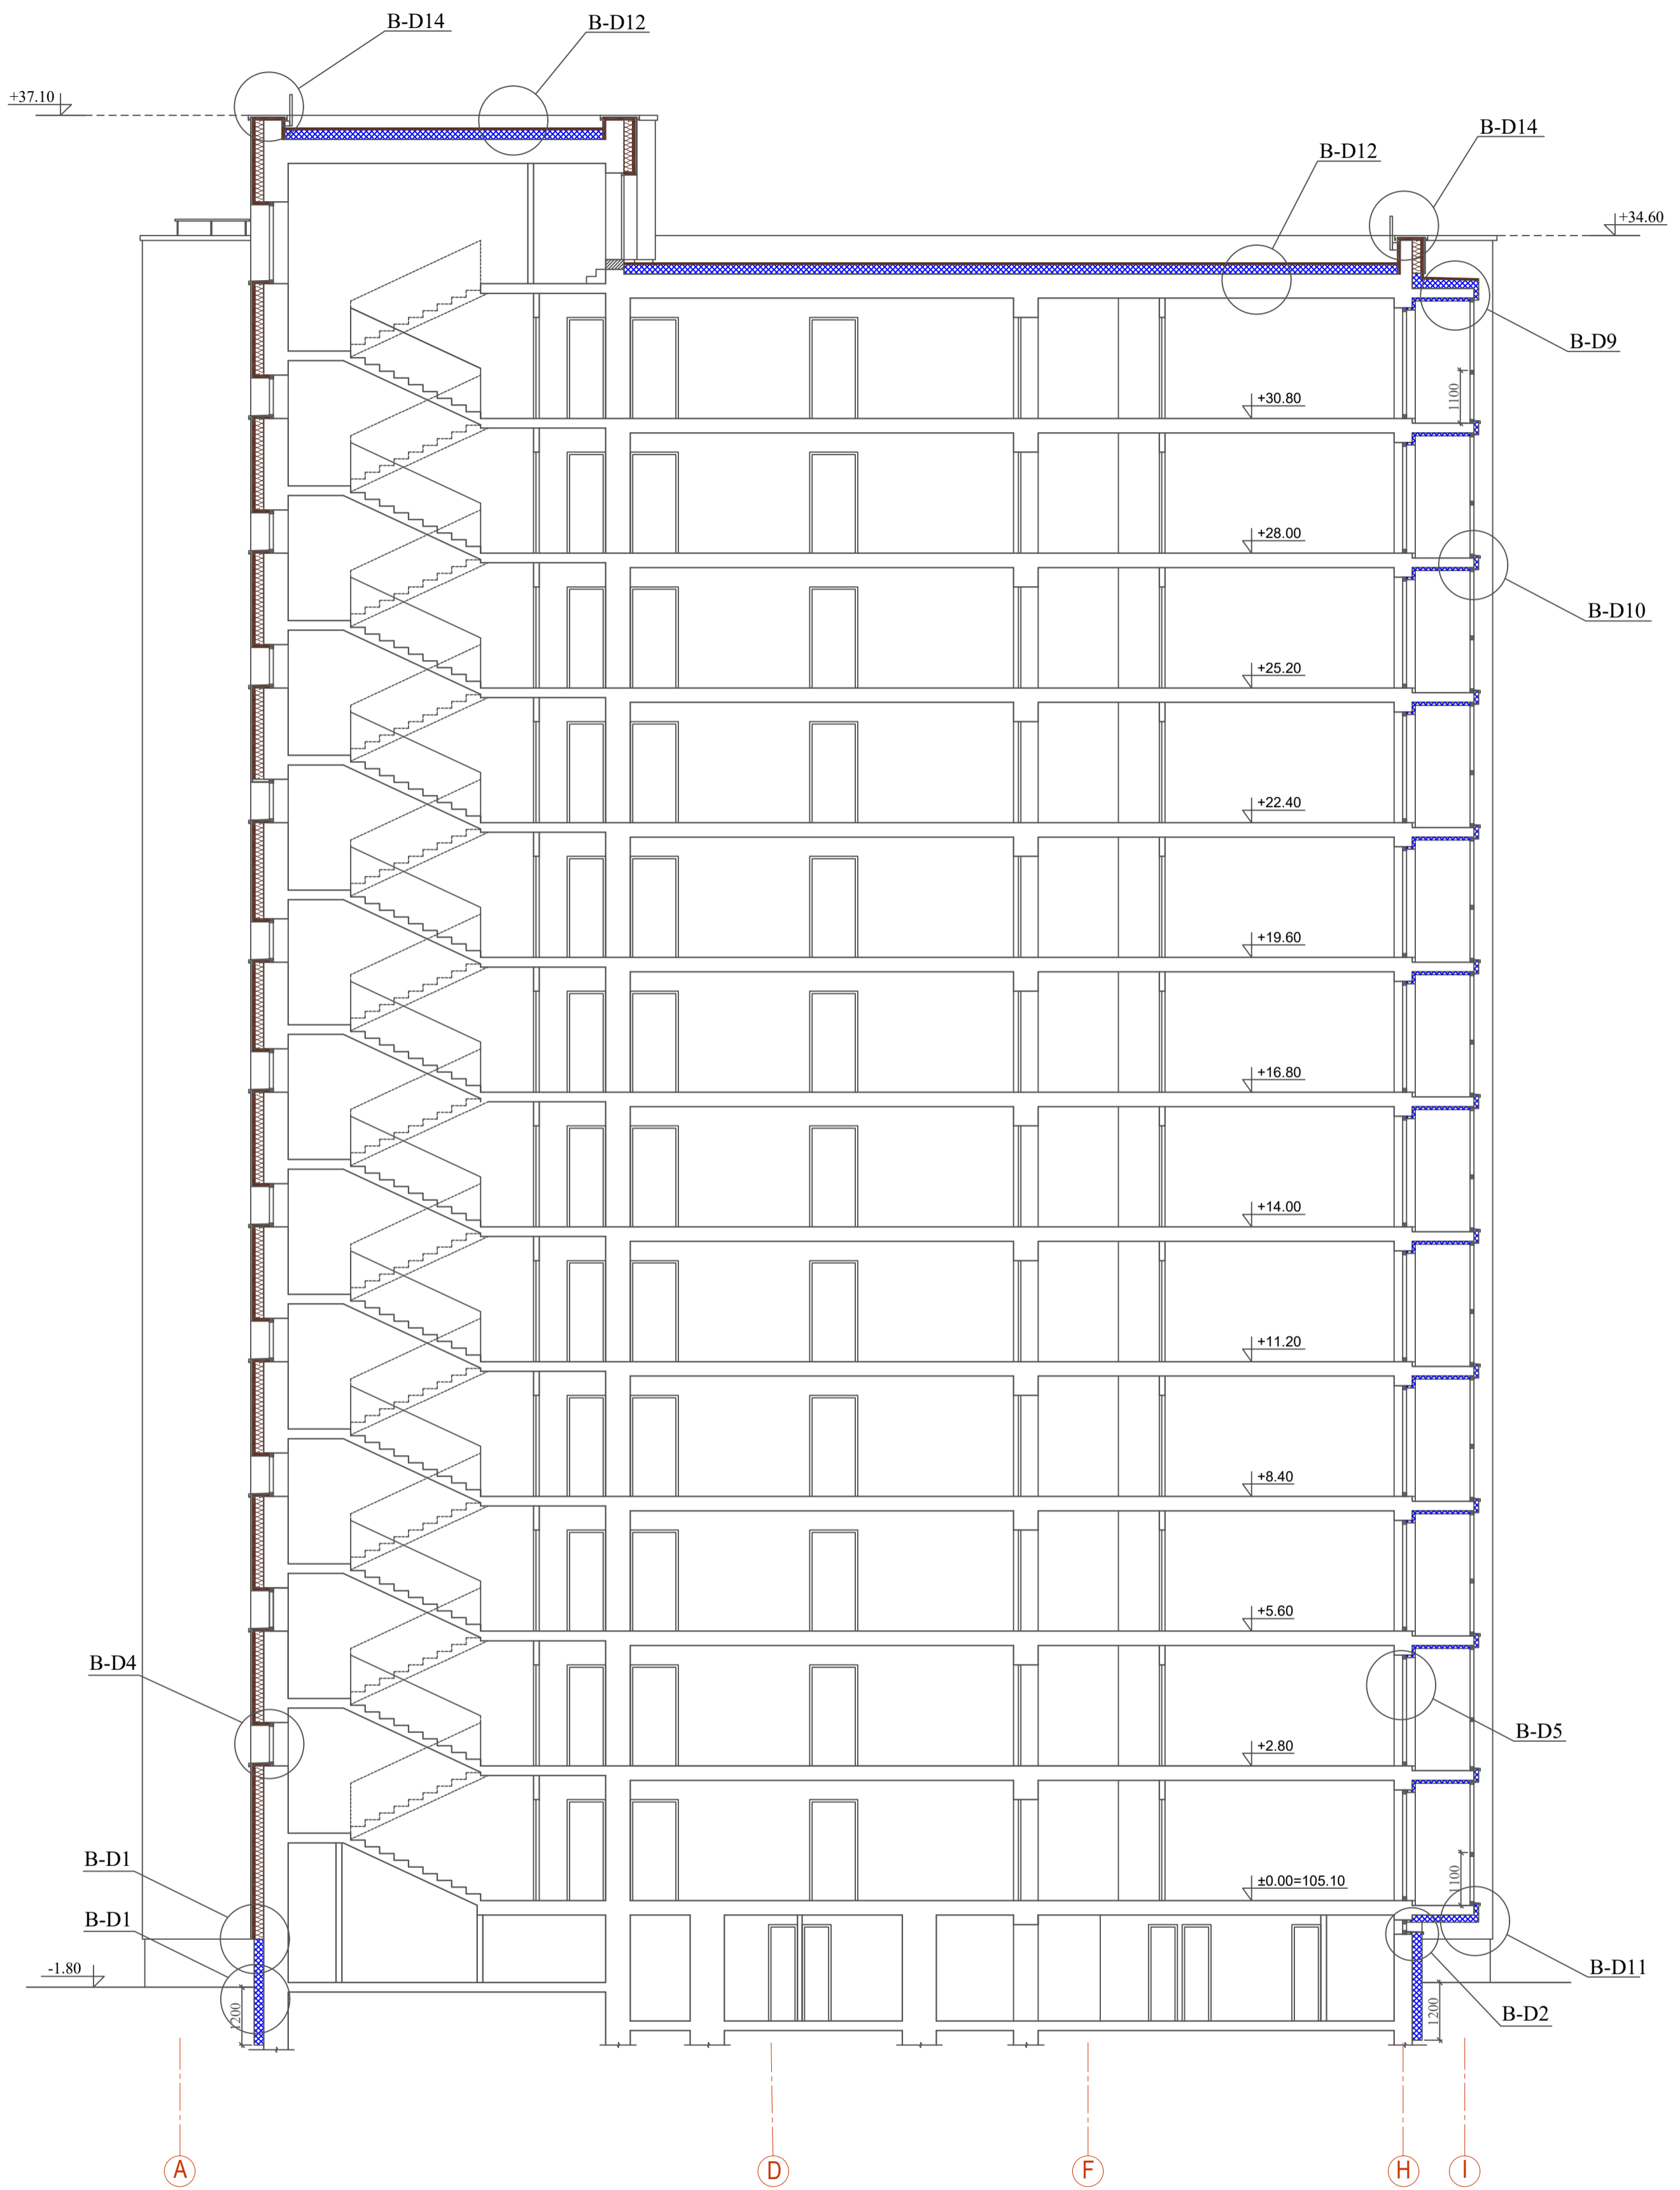 B-D14
B-D12
+37.10
B-D14
B-D12
+34.60
B-D9
1100
+30.80
+28.00
B-D10
+25.20
+22.40
+19.60
+16.80
+14.00
+11.20
+8.40
+5.60
B-D4
B-D5
+2.80
B-D1
1100
±0.00=105.10
B-D1
-1.80
B-D11
1200
1200
B-D2
A
D
F
H
I